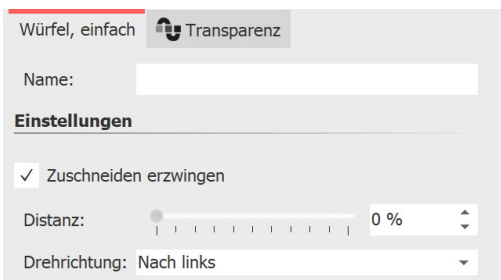 Würfel, einfach Transparenz
Name:
Einstellungen
Zuschneiden erzwingen
Distanz: 0 %
Drehrichtung: Nach links